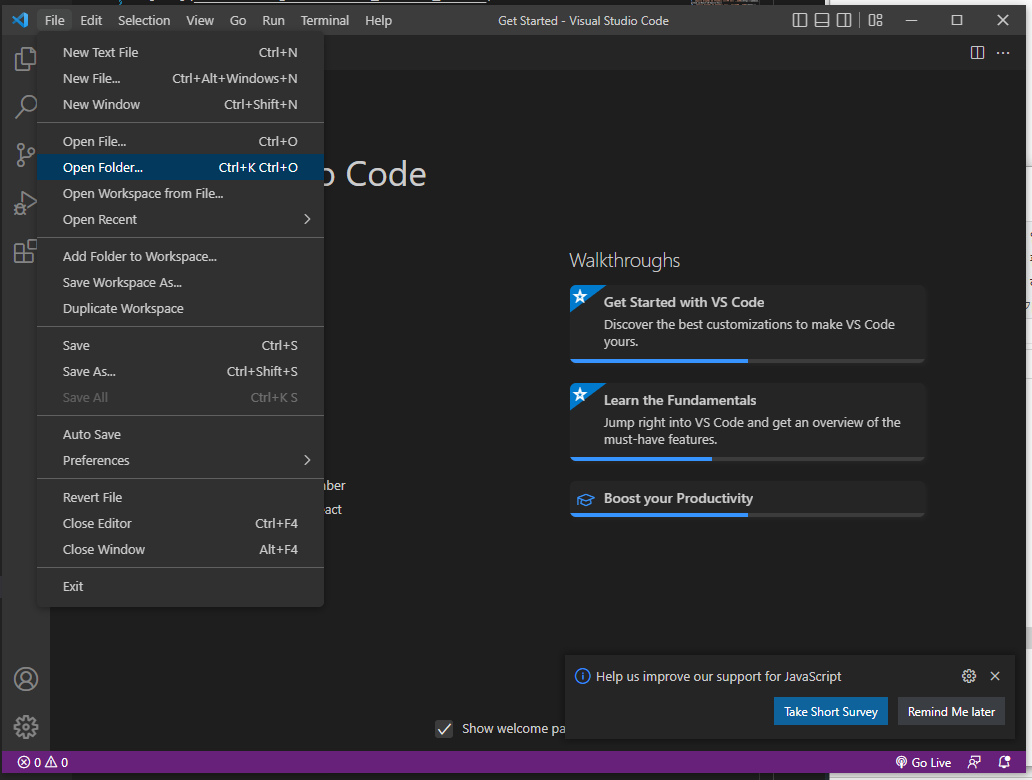 File Edit Selection View Go Run Terminal Help Get Started - Visual Studio Code
New Text File Ctrl+N
New File... Ctrl+Alt+Windows+N
New Window Ctrl+Shift+N
Open File... Ctrl+O
Open Folder... Ctrl+K Ctrl+O
Open Workspace from File...
Open Recent
Add Folder to Workspace...
Save Workspace As...
Duplicate Workspace
Save Ctrl+S
Save As... Ctrl+Shift+S
Save All Ctrl+K S
Auto Save
Preferences
Revert File
Close Editor Ctrl+F4
Close Window Alt+F4
Exit
o Code
Walkthroughs
Get Started with VS Code
Discover the best customizations to make VS Code
yours.
Learn the Fundamentals
Jump right into VS Code and get an overview of the
must-have features.
Boost your Productivity
ber
act
Show welcome pa
Help us improve our support for JavaScript
Take Short Survey Remind Me later
0 0 Go Live